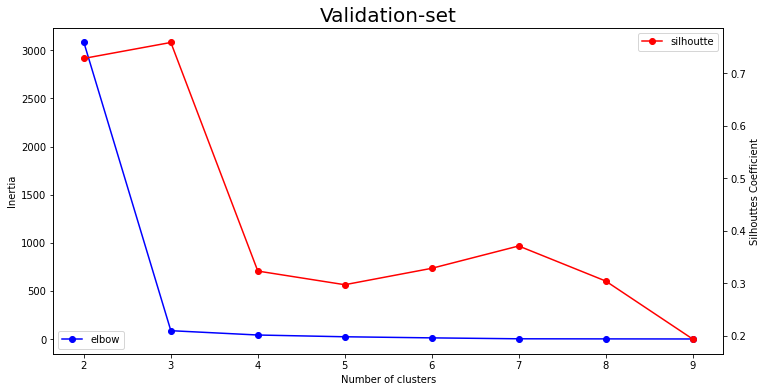 Validation-set
silhoutte
3000
2500
2000
1500
1000
500
0
Inertia
0.7
0.6
0.5
0.4
0.3
0.2
Silhouttes Coefficient
elbow
2 3 4 5 6 7 8 9
Number of clusters